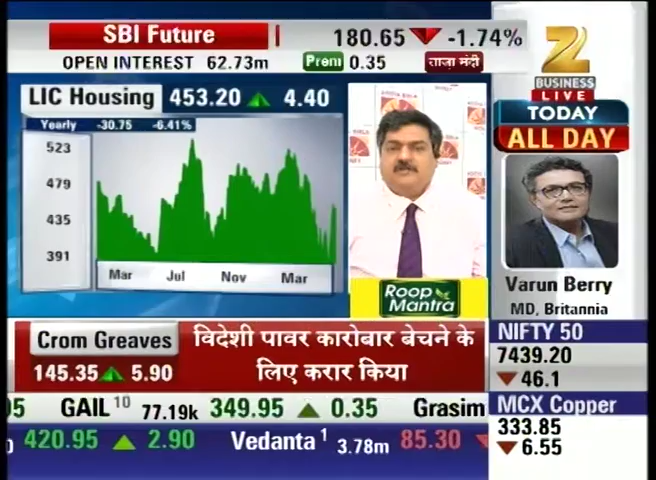 SBI Future
180.65 -1.74%
OPEN INTEREST 62.73m
Prem 0.35
ताज़ा मंदी
Z
BUSINESS
LIVE
TODAY
ALL DAY
Varun Berry
MD, Britannia
LIC Housing 453.20 4.40
Yearly -30.75 -6.41%
523
479
435
391
Mar Jul Nov Mar
Roop
Mantra
Crom Greaves
145.35 5.90
विदेशी पावर कारोबार बेचने के
लिए करार किया
NIFTY 50
7439.20
46.1
MCX Copper
333.85
6.55
05 GAIL 10 77.19k 349.95 0.35 Grasim
420.95 2.90 Vedanta 1 3.78m 85.30